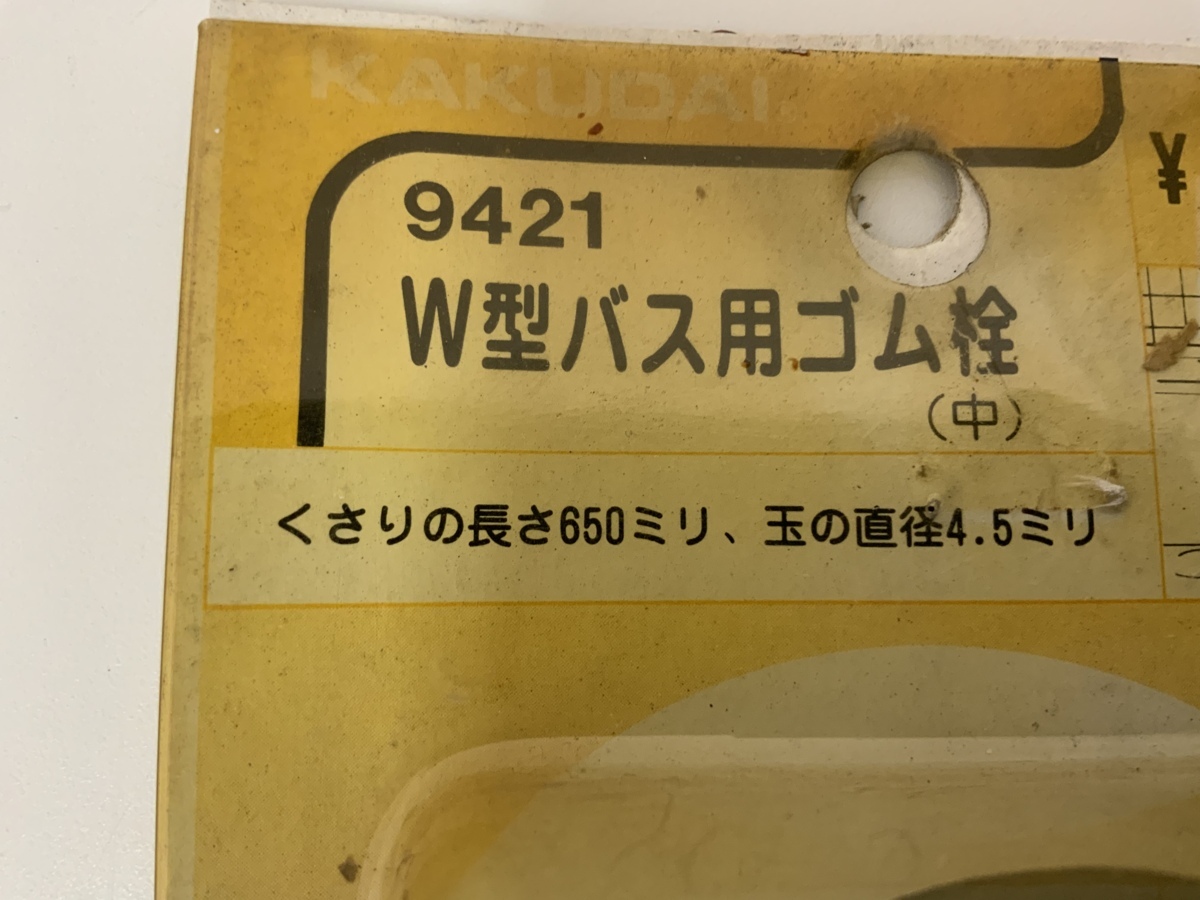 KAKUDAI
¥
9421
W型バス用ゴム栓
(中)
くさりの長さ650ミリ、玉の直径4.5ミリ